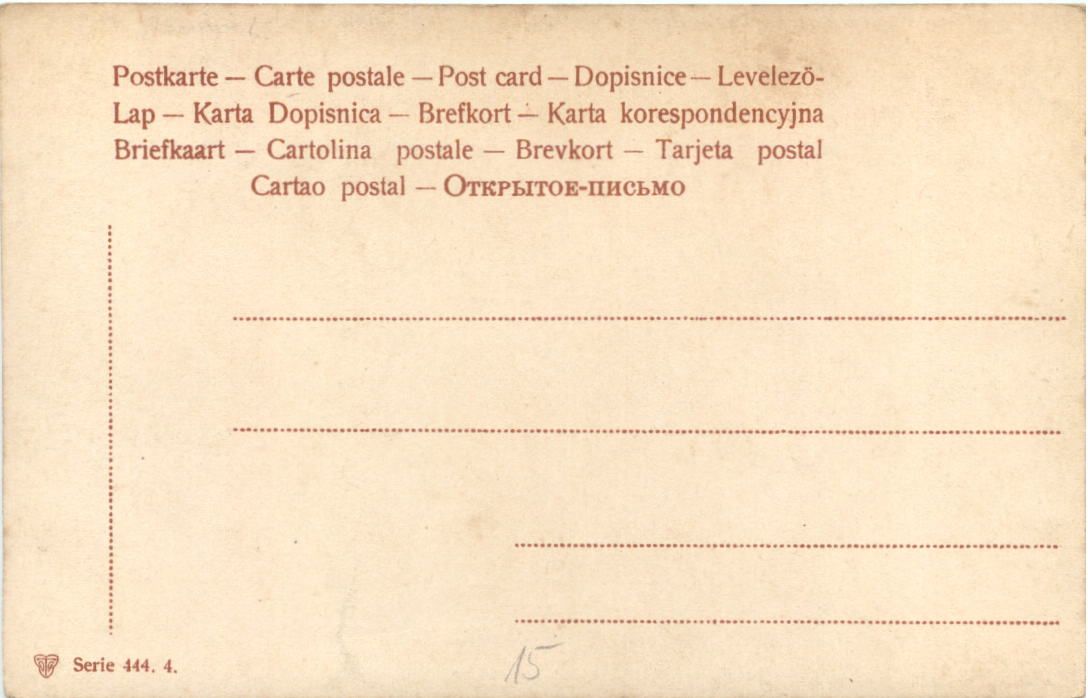 Postkarte — Carte postale — Post card — Dopisnice — Levelezö-
Lap — Karta Dopisnica — Brefkort — Karta korespondencyjna
Briefkaart — Cartolina postale — Brevkort — Tarjeta postal
Cartao postal — Открытое-письмо
Serie 444. 4.
15